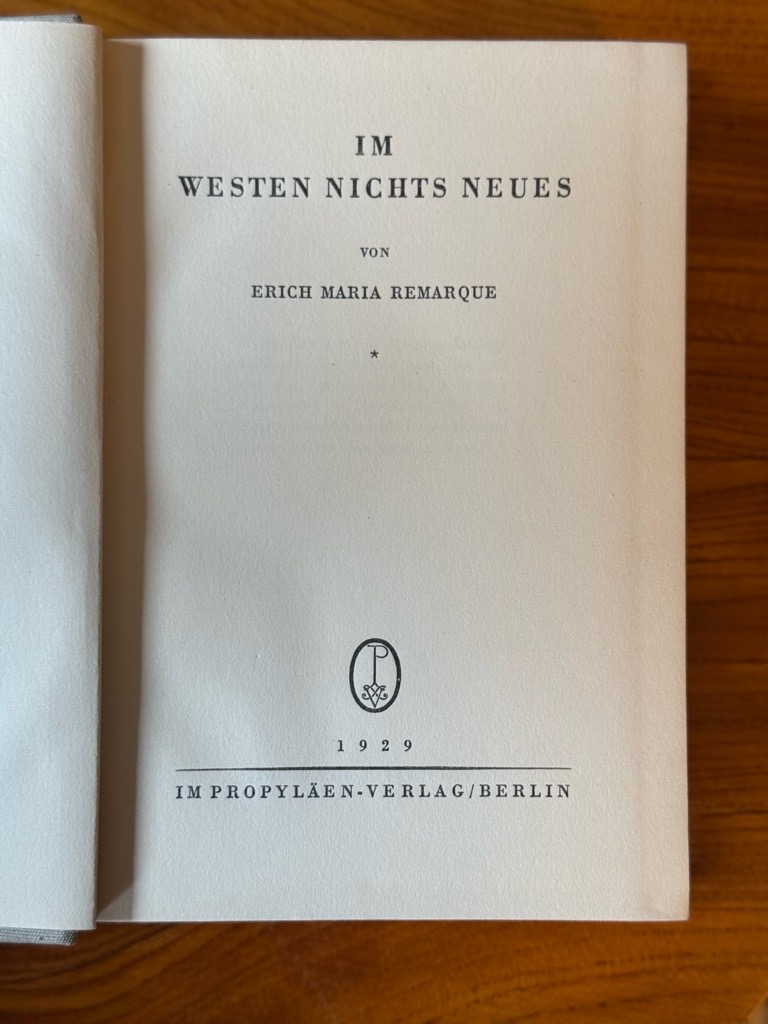 IM
WESTEN NICHTS NEUES
VON
ERICH MARIA REMARQUE
*
1929
IM PROPYLÄEN-VERLAG/BERLIN